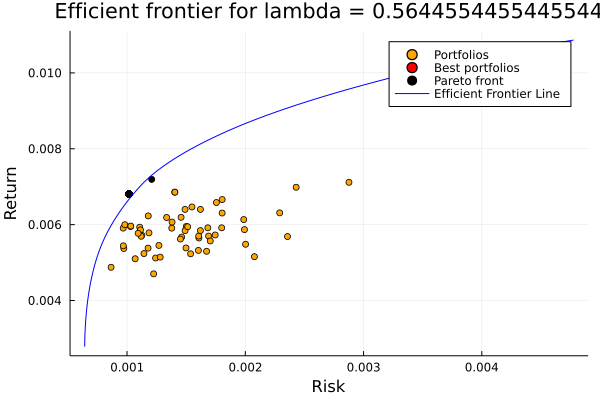 Efficient frontier for lambda = 0.5644554455445544
0.010
0.008
0.006
0.004
Return
Portfolios
Best portfolios
Pareto front
Efficient Frontier Line
0.001 0.002 0.003 0.004
Risk